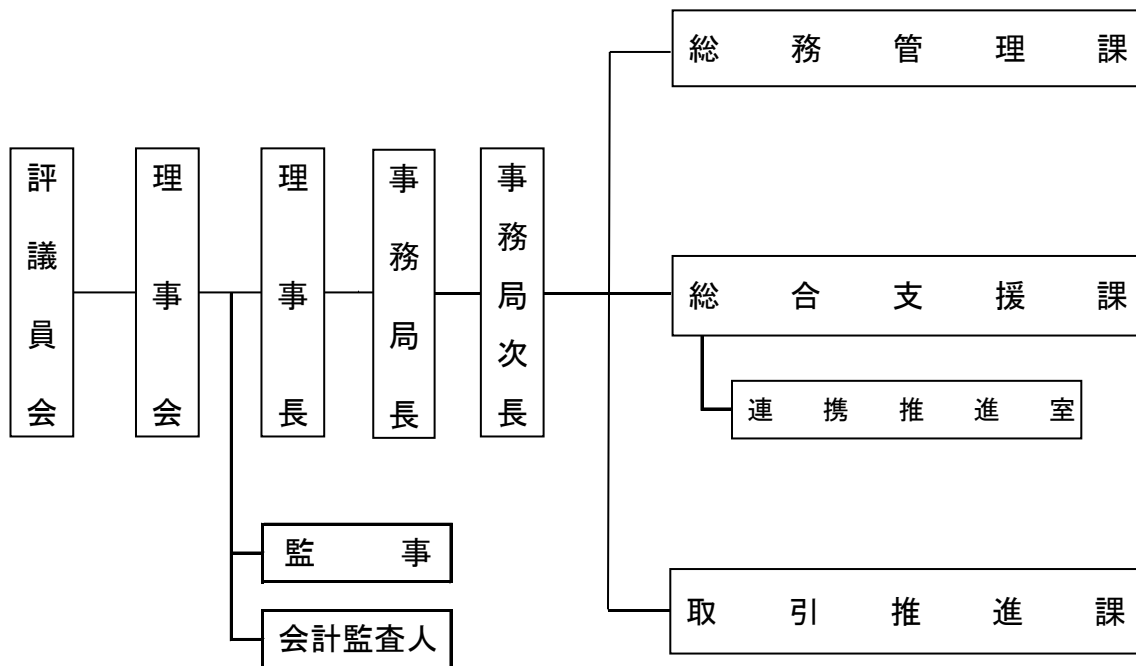 評議員会
理事会
理事長
事務局長
事務局次長
総務管理課
総合支援課
連携推進室
取引推進課
監事
会計監査人